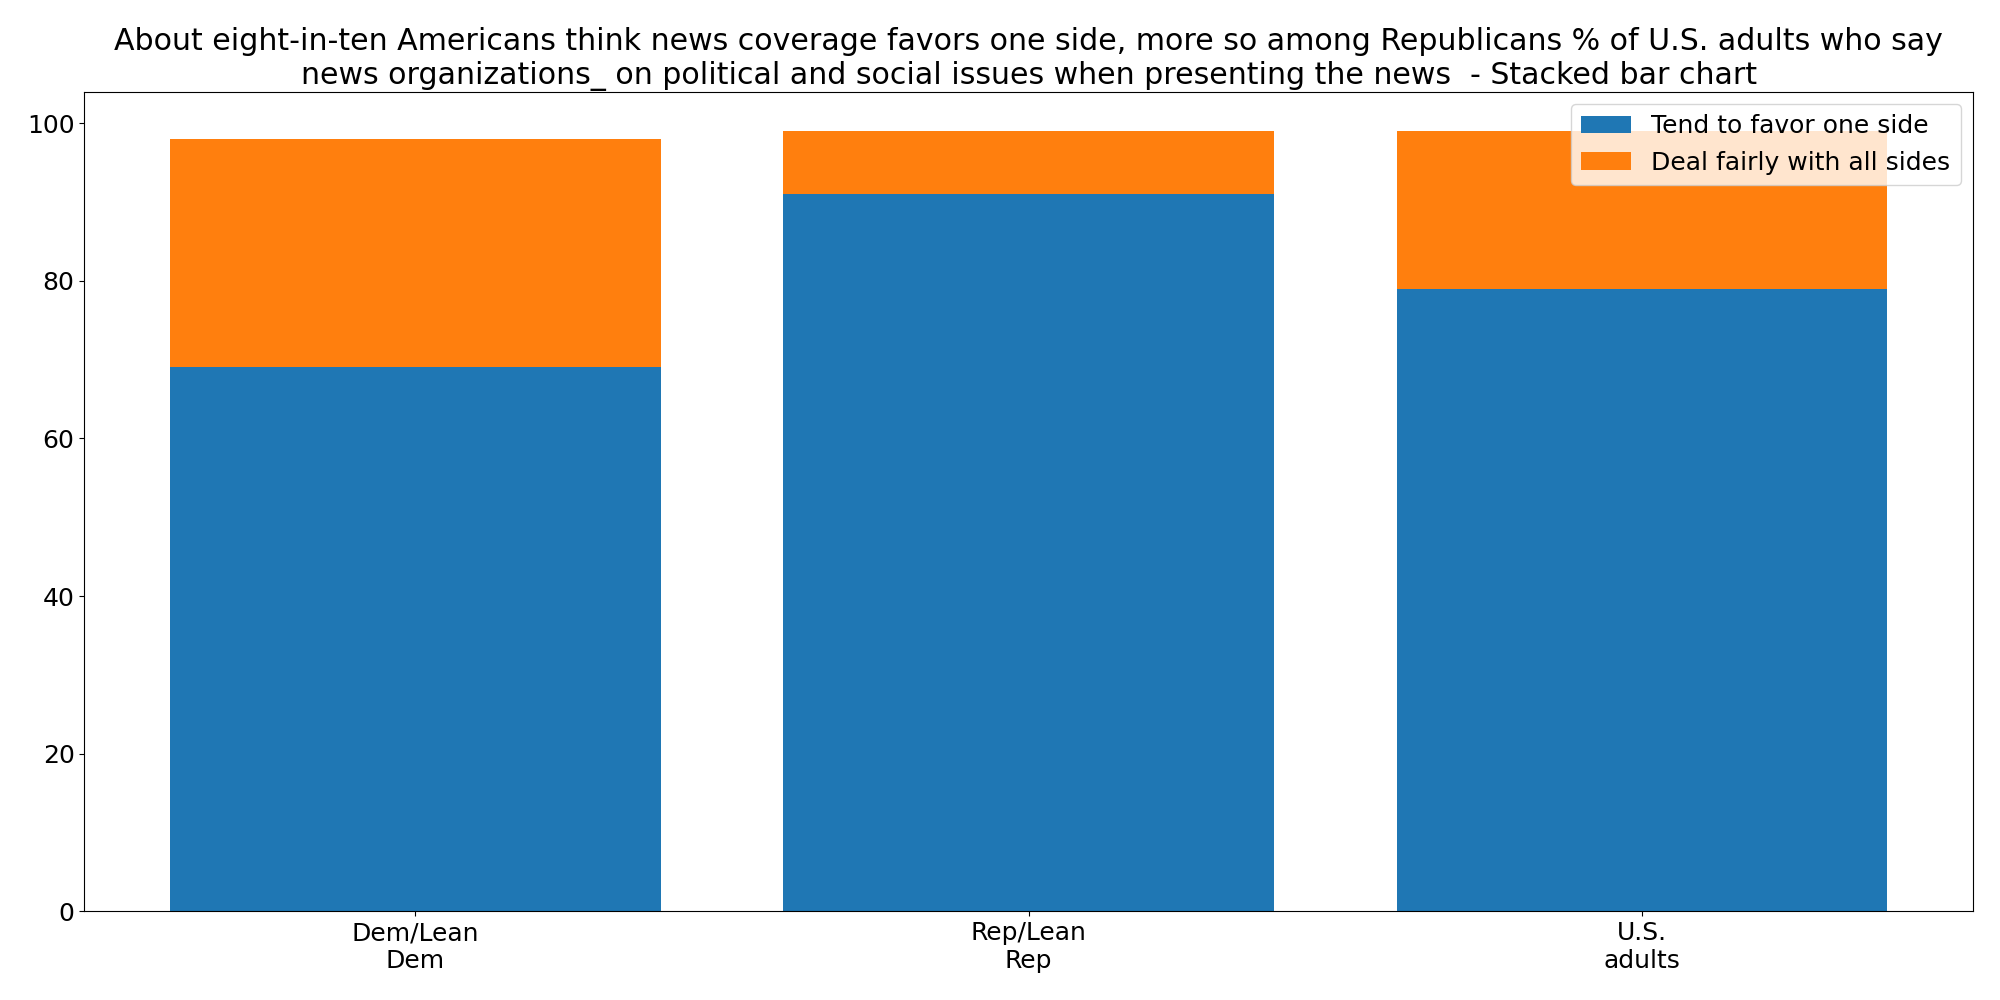 About eight-in-ten Americans think news coverage favors one side, more so among Republicans % of U.S. adults who say
news organizations_ on political and social issues when presenting the news  - Stacked bar chart
100
80
60
40
20
0
Tend to favor one side
Deal fairly with all sides
Dem/Lean
Dem
Rep/Lean
Rep
U.S.
adults